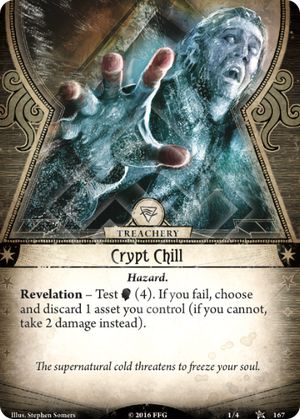 TREACHERY
Crypt Chill
Hazard.
Revelation – Test (4). If you fail, choose
and discard 1 asset you control (if you cannot,
take 2 damage instead).
The supernatural cold threatens to freeze your soul.
Illus. Stephen Somers © 2016 FFG 1/4 167